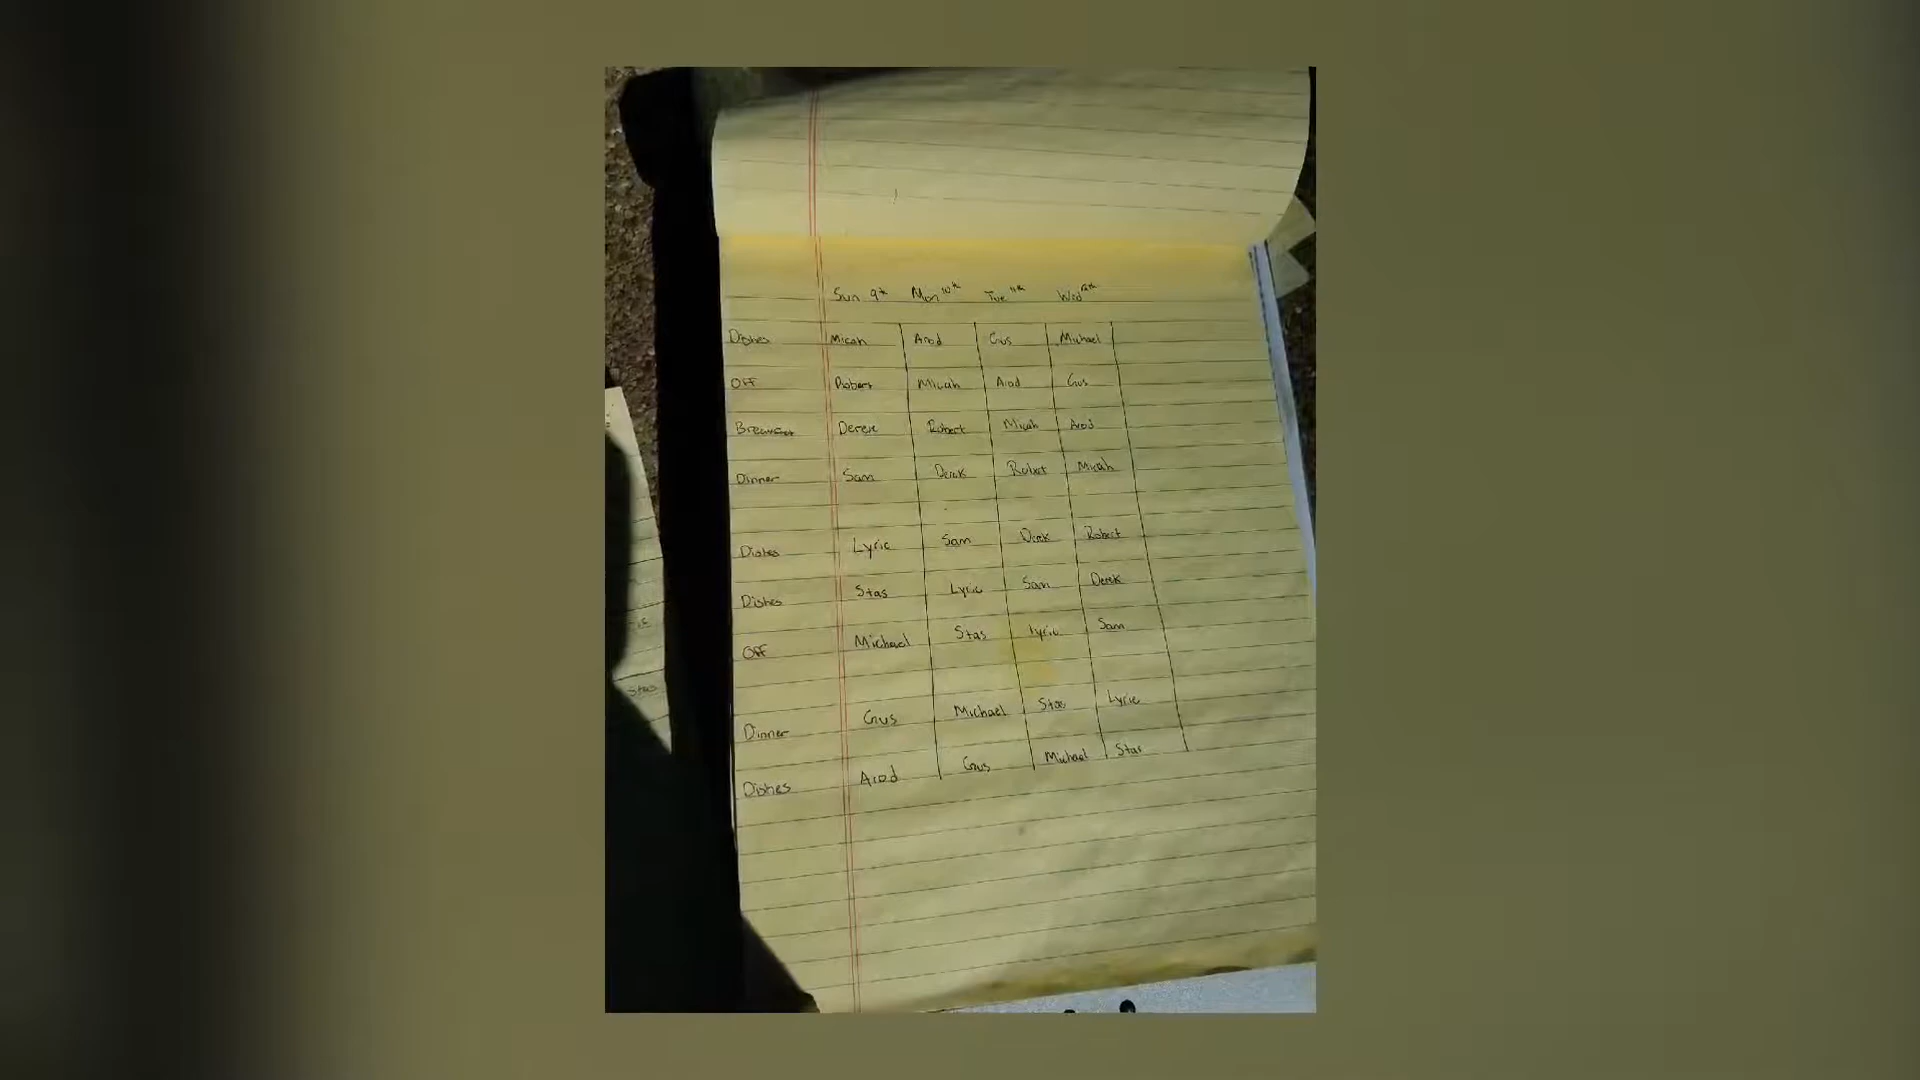 Sun 9th Mon 10th Tue 11th Wed 12th
Dishes Micah Arod Gus Michael
Off Robert Micah Arod Gus
Breakfast Derek Robert Micah Arod
Dinner Sam Derek Robert Micah
Dishes Lyric Sam Derek Robert
Dishes Stas Lyric Sam Derek
Off Michael Stas Lyric Sam
Dinner Gus Michael Stas Lyric
Dishes Arod Gus Michael Stas
Stas